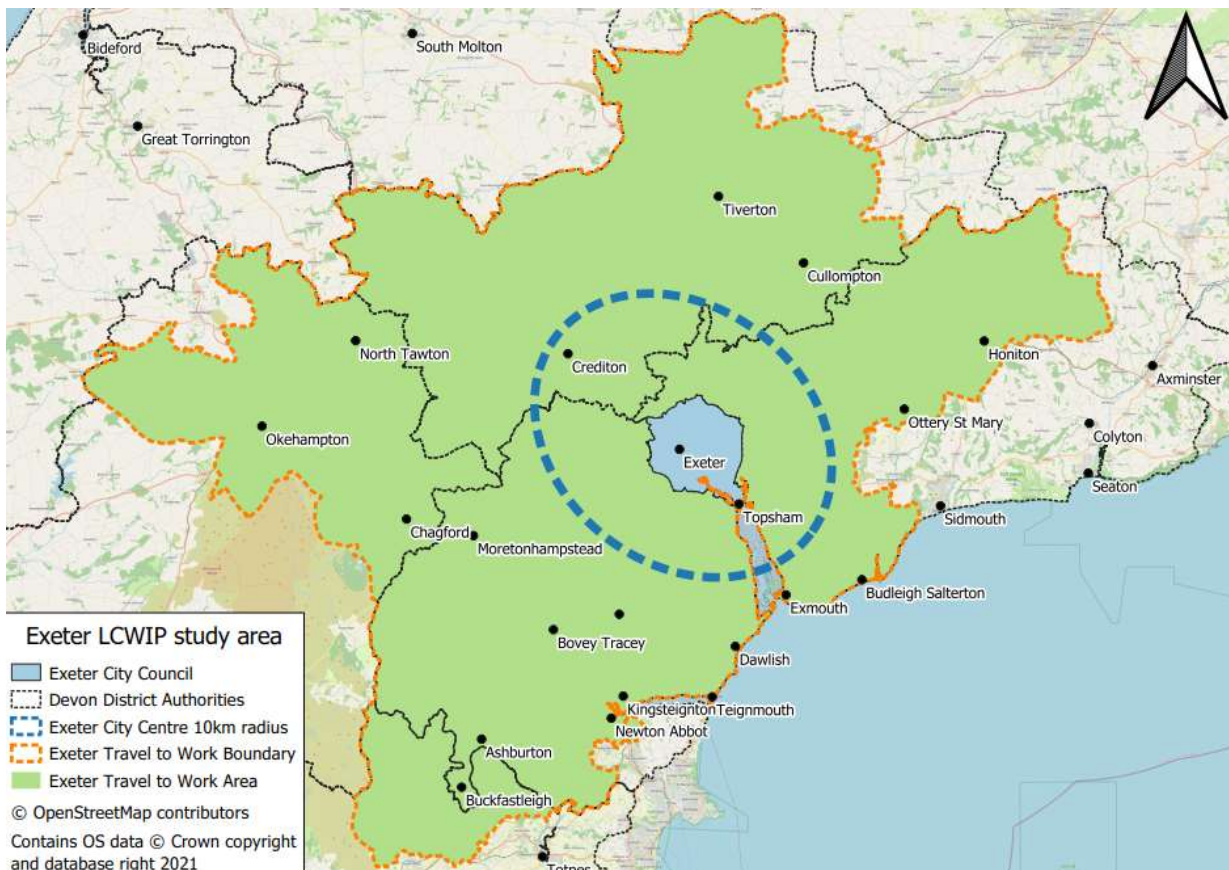 Bideford
South Molton
Great Torrington
Tiverton
Cullompton
North Tawton
Crediton
Honiton
Axminster
Okehampton
Ottery St Mary
Colyton
Exeter
Seaton
Topsham
Sidmouth
Chagford
Moretonhampstead
Exmouth
Budleigh Salterton
Bovey Tracey
Dawlish
Kingsteignton
Teignmouth
Newton Abbot
Ashburton
Buckfastleigh
Totnes
Exeter LCWIP study area
Exeter City Council
Devon District Authorities
Exeter City Centre 10km radius
Exeter Travel to Work Boundary
Exeter Travel to Work Area
© OpenStreetMap contributors
Contains OS data © Crown copyright
and database right 2021